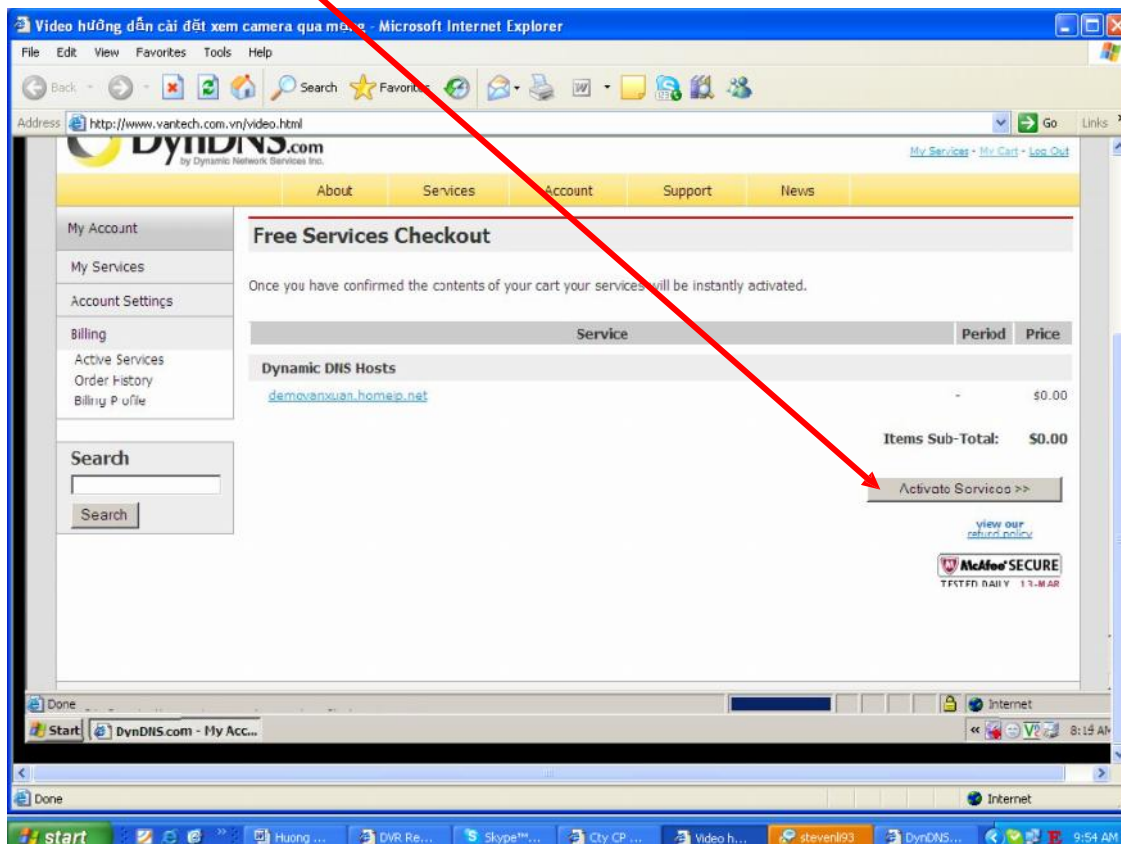 Video hướng dẫn cài đặt xem camera qua mạng - Microsoft Internet Explorer
File Edit View Favorites Tools Help
Back Search Favorites
Address http://www.vantech.com.vn/video.html Go Links
DynDNS.com
by Dynamic Network Services Inc.
My Services - My Cart - Log Out
About Services Account Support News
My Account
Free Services Checkout
My Services
Once you have confirmed the contents of your cart your services will be instantly activated.
Account Settings
Billing
Service Period Price
Active Services
Dynamic DNS Hosts
Order History
demovanxuan.homeip.net - $0.00
Billing Profile
Items Sub-Total: $0.00
Search
Activate Services >>
Search
view our
refund policy
McAfee SECURE
TESTED DAILY 13-MAR
Done Internet
Start DynDNS.com - My Acc... 8:15 AM
Done Internet
start Huong ... DVR Re... Skype™... Cty CP ... Video h... stevenli93 DynDNS... 9:54 AM